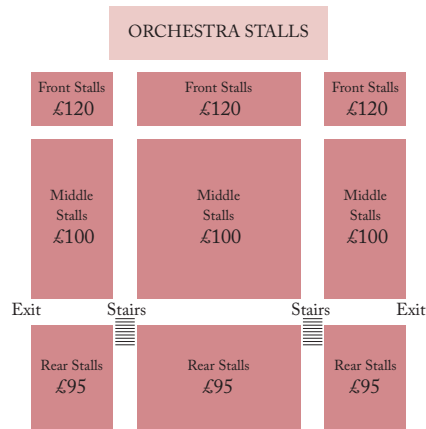 ORCHESTRA STALLS
Front Stalls
£120
Front Stalls
£120
Front Stalls
£120
Middle
Stalls
£100
Middle
Stalls
£100
Middle
Stalls
£100
Exit
Stairs
Stairs
Exit
Rear Stalls
£95
Rear Stalls
£95
Rear Stalls
£95